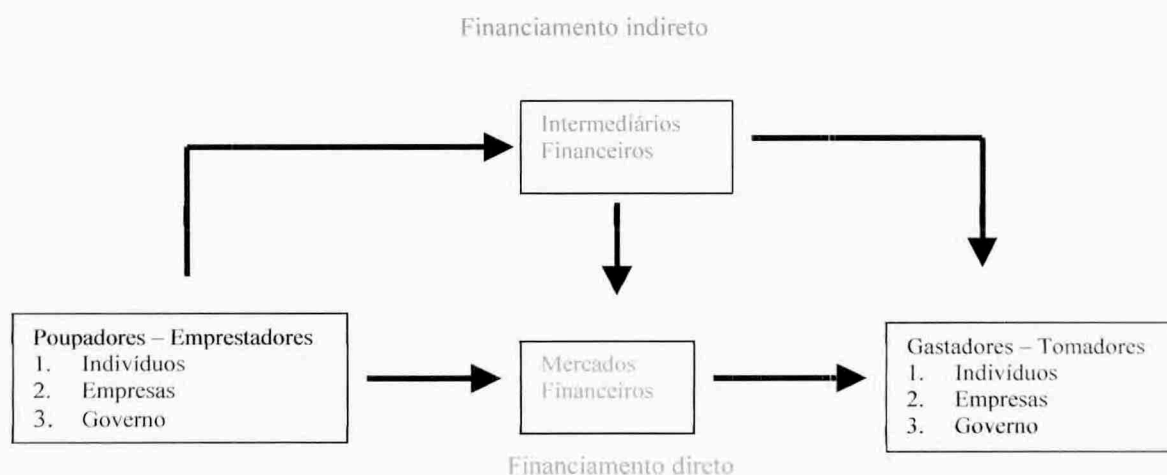 Financiamento indireto
Intermediários
Financeiros
Poupadores – Emprestadores
1. Indivíduos
2. Empresas
3. Governo
Mercados
Financeiros
Gastadores – Tomadores
1. Indivíduos
2. Empresas
3. Governo
Financiamento direto